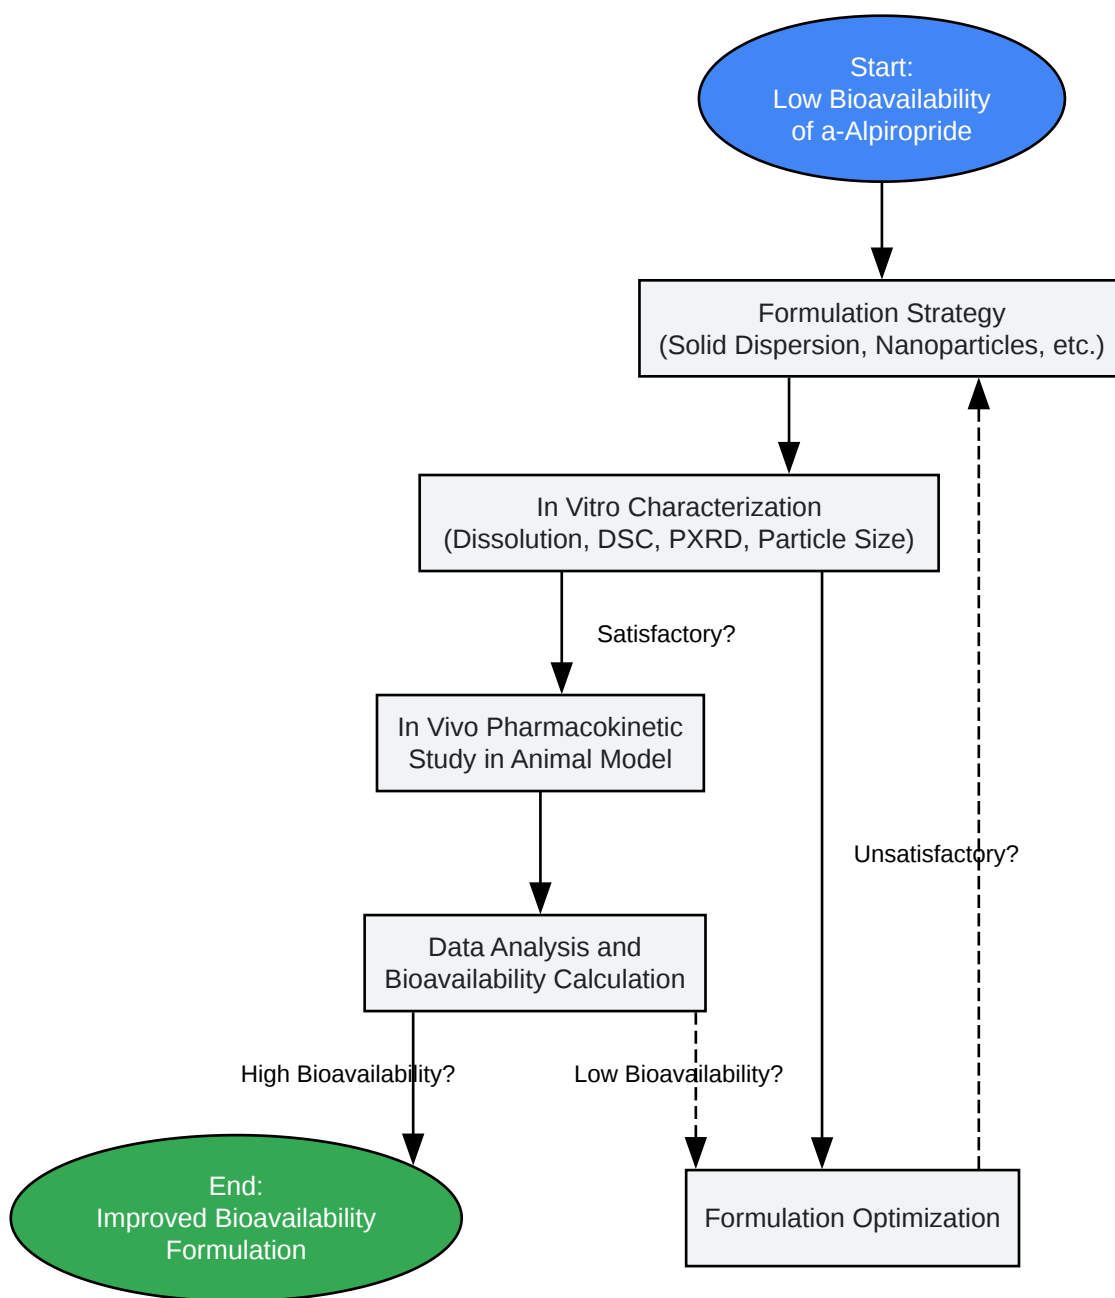 Start:
Low Bioavailability
of a-Alpiropride
Formulation Strategy
(Solid Dispersion, Nanoparticles, etc.)
In Vitro Characterization
(Dissolution, DSC, PXRD, Particle Size)
Satisfactory?
In Vivo Pharmacokinetic
Study in Animal Model
Unsatisfactory?
Data Analysis and
Bioavailability Calculation
High Bioavailability?
Low Bioavailability?
End:
Improved Bioavailability
Formulation
Formulation Optimization